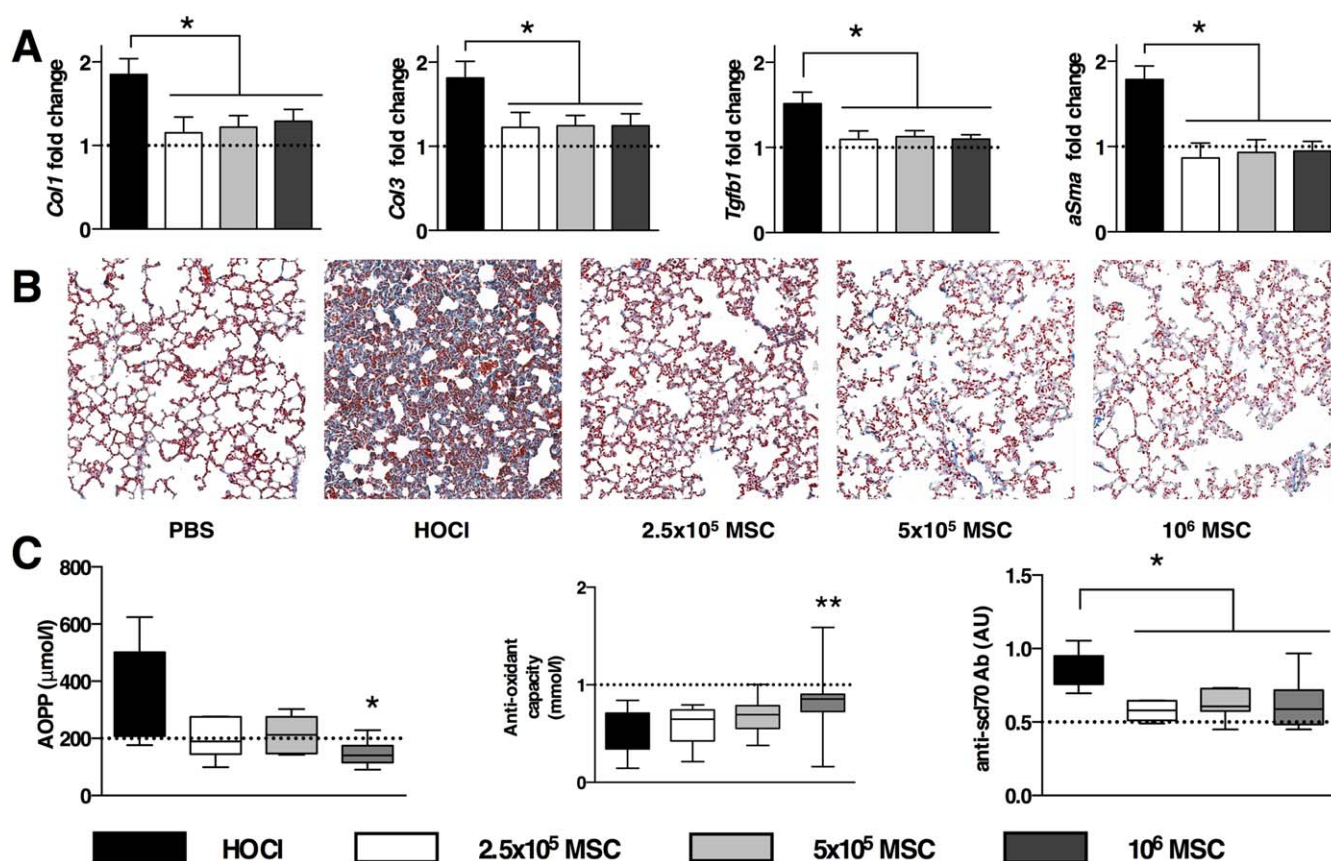 A
* * * *
Col1 fold change
2
1
0
Col3 fold change
2
1
0
Tgfb1 fold change
2
1
0
aSma fold change
2
1
0
B
PBS HOCl 2.5x10⁵ MSC 5x10⁵ MSC 10⁶ MSC
C
AOPP (µmol/l)
800
600
400
200
0
*
Anti-oxidant
capacity
(mmol/l)
2
1
0
**
anti-scl70 Ab (AU)
1.5
1.0
0.5
0.0
*
HOCl 2.5x10⁵ MSC 5x10⁵ MSC 10⁶ MSC